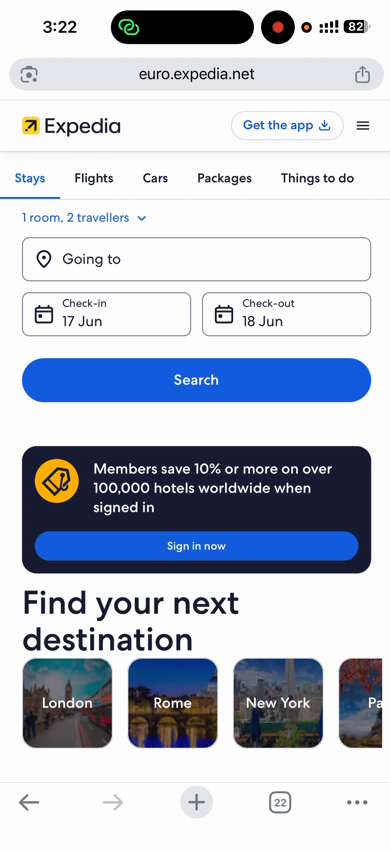 3:22
82
euro.expedia.net
Expedia
Get the app
Stays Flights Cars Packages Things to do
1 room, 2 travellers
Going to
Check-in
17 Jun
Check-out
18 Jun
Search
Members save 10% or more on over
100,000 hotels worldwide when
signed in
Sign in now
Find your next
destination
London Rome New York Pa
22